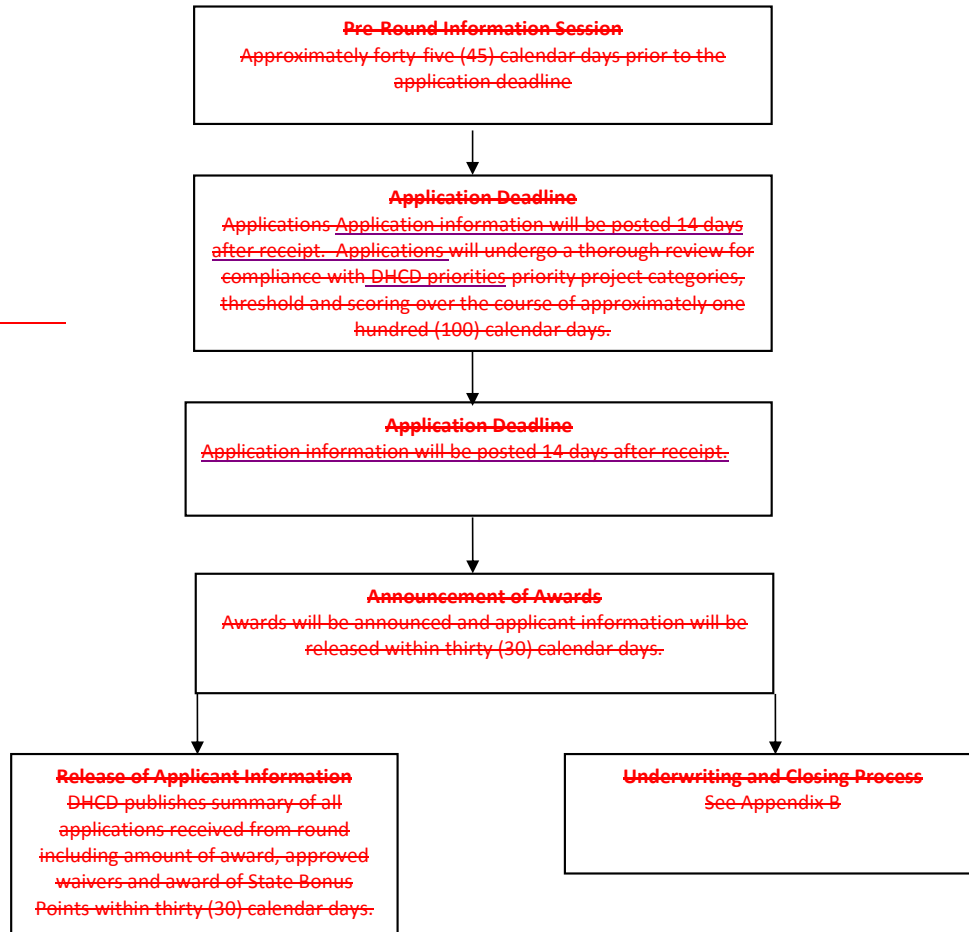 Pre-Round Information Session
Approximately forty-five (45) calendar days prior to the
application deadline
Application Deadline
Applications Application information will be posted 14 days
after receipt. Applications will undergo a thorough review for
compliance with DHCD priorities priority project categories,
threshold and scoring over the course of approximately one
hundred (100) calendar days.
Application Deadline
Application information will be posted 14 days after receipt.
Announcement of Awards
Awards will be announced and applicant information will be
released within thirty (30) calendar days.
Release of Applicant Information
DHCD publishes summary of all
applications received from round
including amount of award, approved
waivers and award of State Bonus
Points within thirty (30) calendar days.
Underwriting and Closing Process
See Appendix B